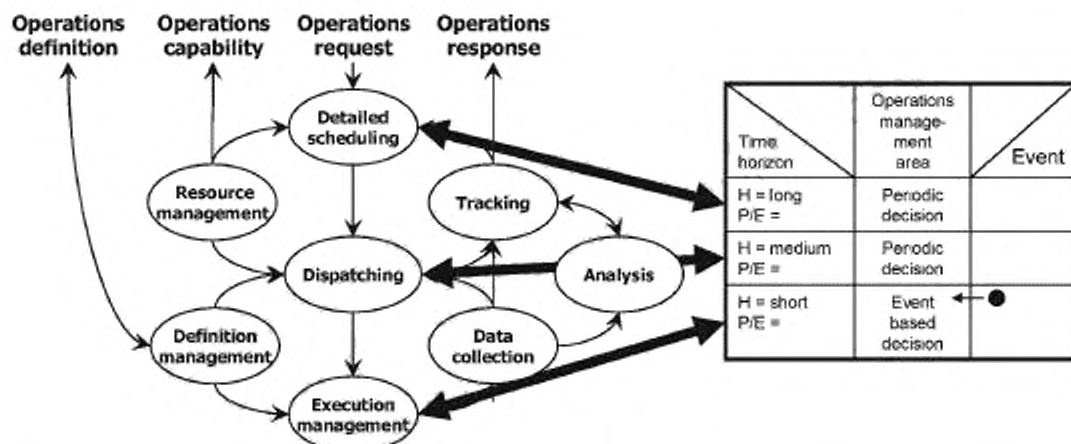 Operations definition
Operations capability
Operations request
Operations response
Detailed scheduling
Resource management
Tracking
Dispatching
Analysis
Definition management
Data collection
Execution management
Time horizon
Operations
manage-
ment
area
Event
H = long
P/E =
Periodic
decision
H = medium
P/E =
Periodic
decision
H = short
P/E =
Event
based
decision